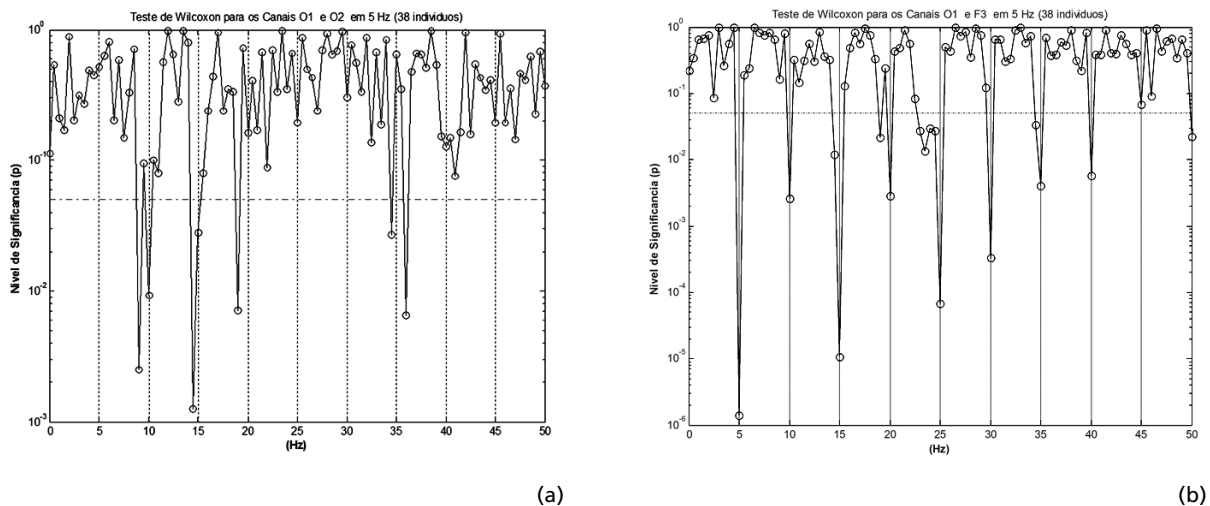 Teste de Wilcoxon para os Canais O1 e O2 em 5 Hz (38 individuos)
Nivel de Significancia (p)
10^0
10^-1
10^-2
10^-3
0 5 10 15 20 25 30 35 40 45 50
(Hz)
(a)
Teste de Wilcoxon para os Canais O1 e F3 em 5 Hz (38 individuos)
Nivel de Significancia (p)
10^0
10^-1
10^-2
10^-3
10^-4
10^-5
10^-6
0 5 10 15 20 25 30 35 40 45 50
(Hz)
(b)